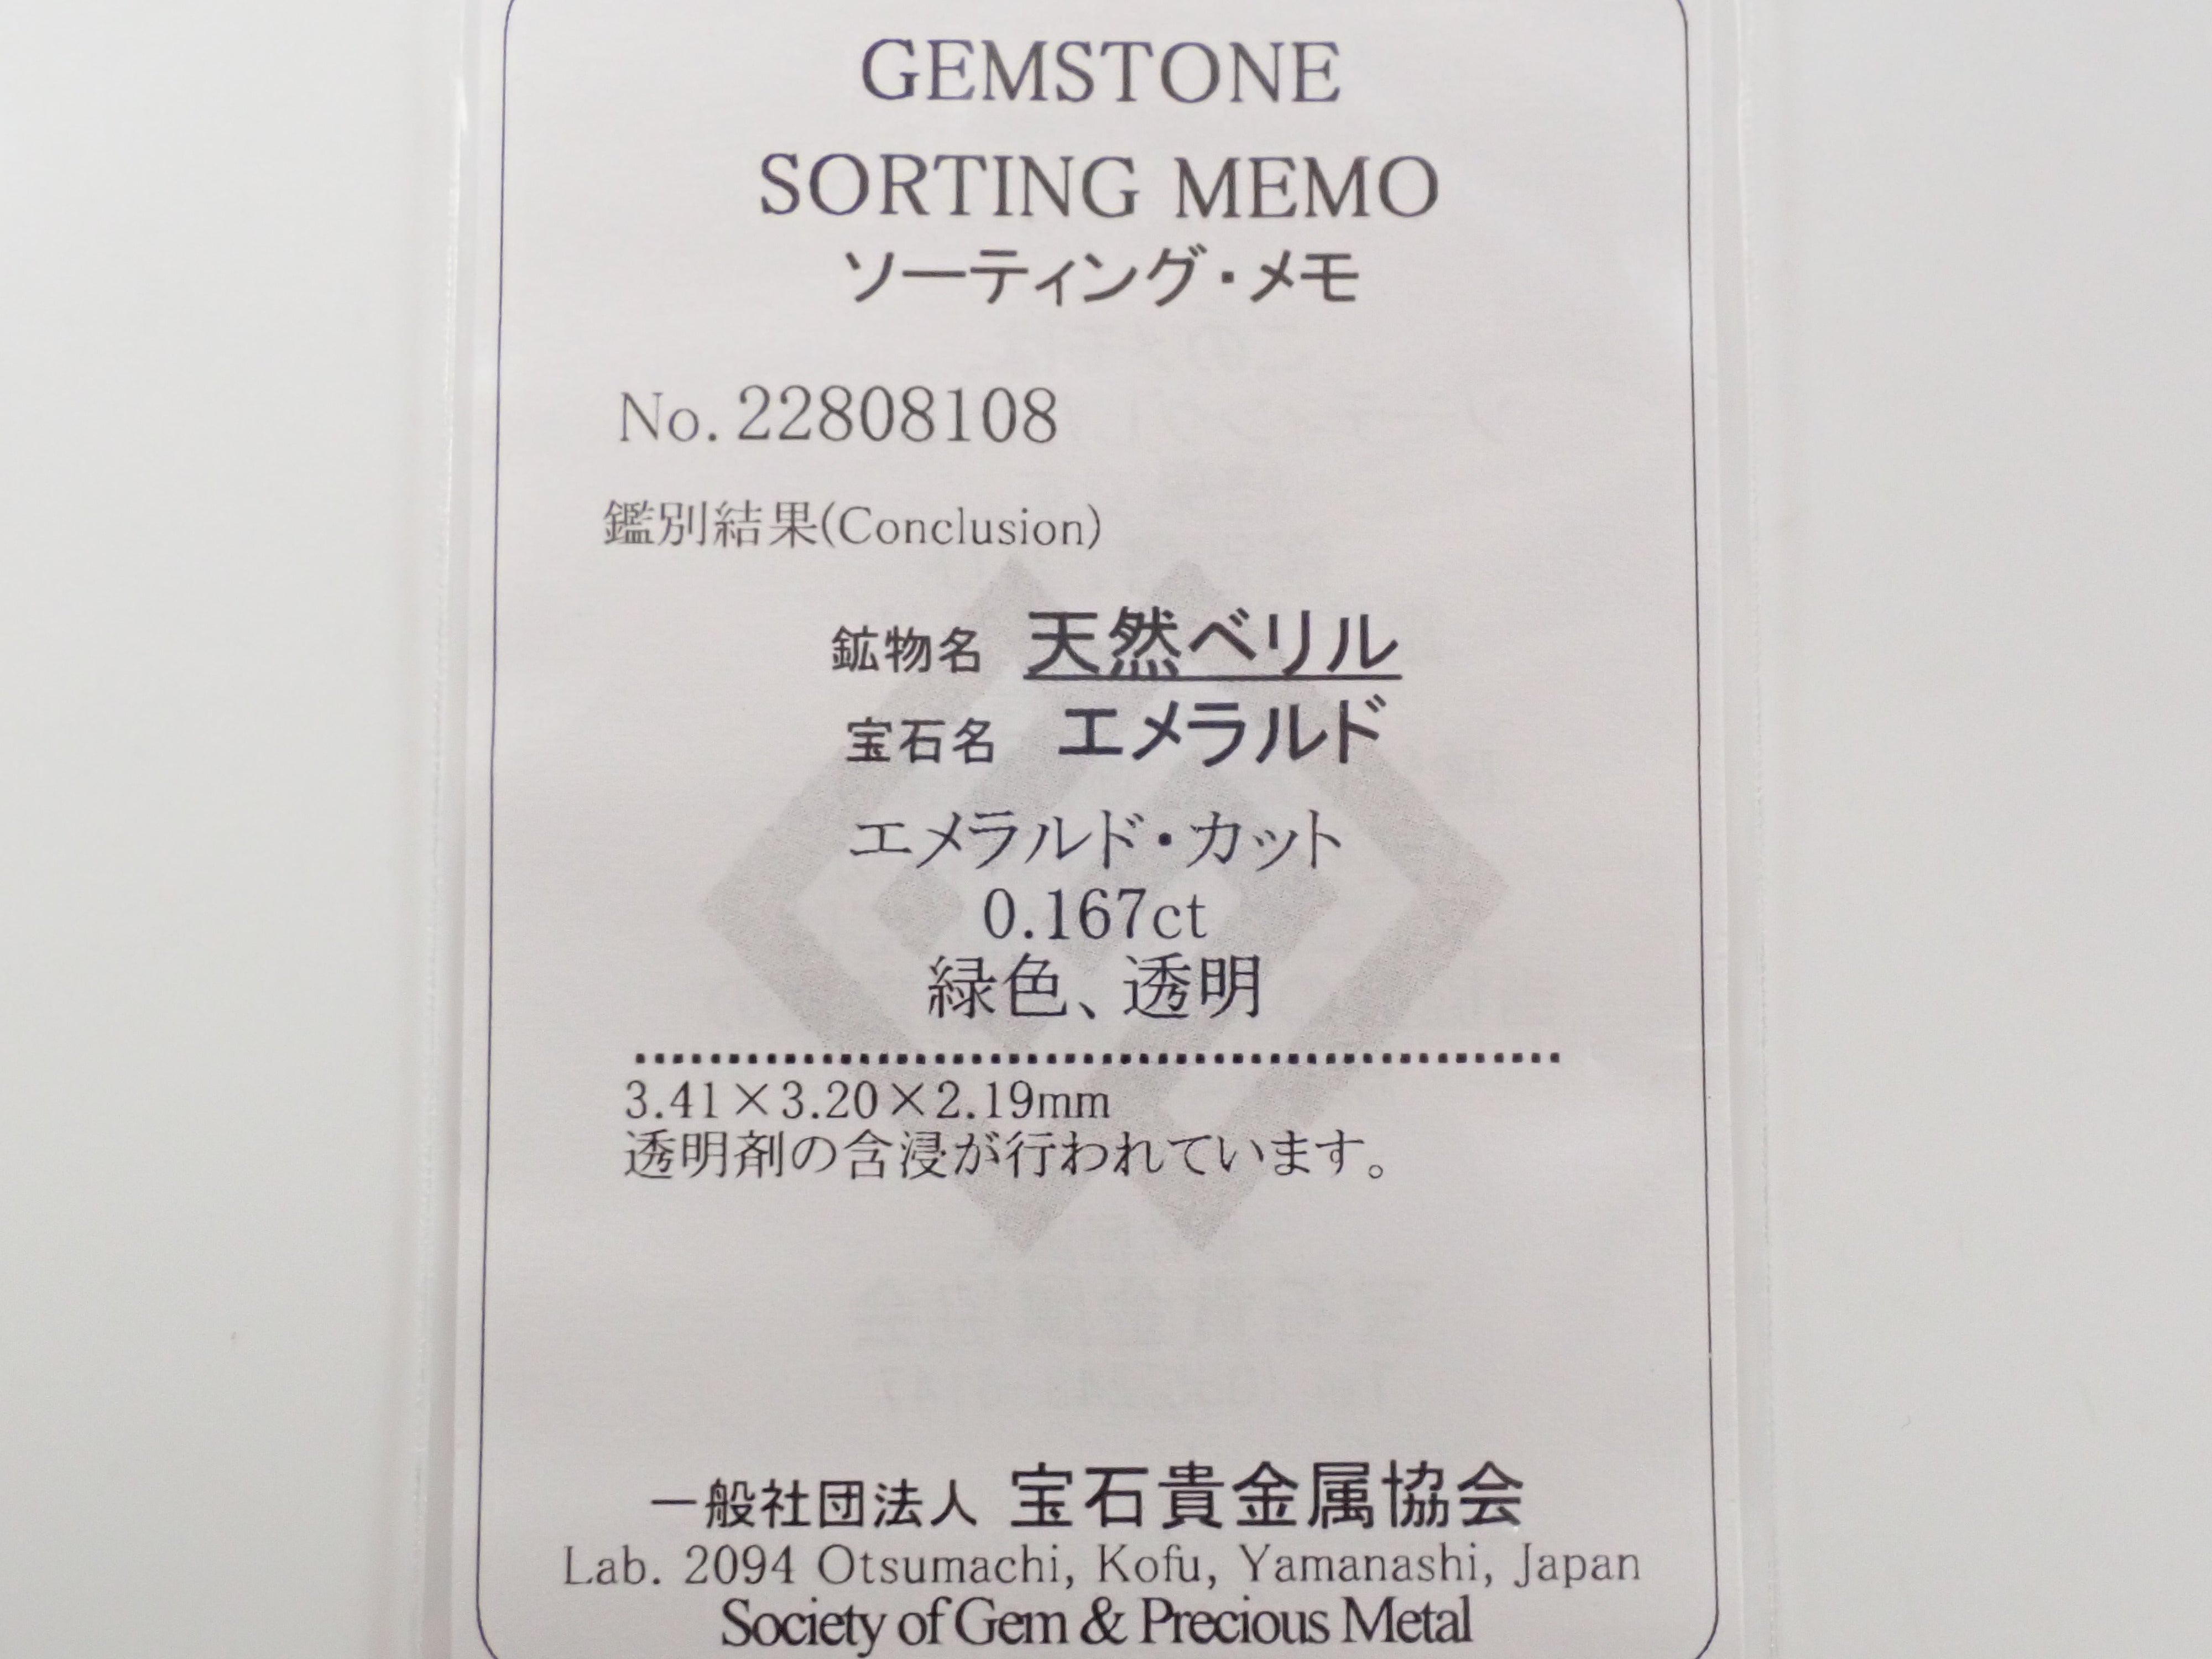 GEMSTONE
SORTING MEMO
ソーティング・メモ
No. 22808108
鑑別結果(Conclusion)
鉱物名 天然ベリル
宝石名 エメラルド
エメラルド・カット
0.167ct
緑色、透明
3.41×3.20×2.19mm
透明剤の含浸が行われています。
一般社団法人 宝石貴金属協会
Lab. 2094 Otsumachi, Kofu, Yamanashi, Japan
Society of Gem & Precious Metal